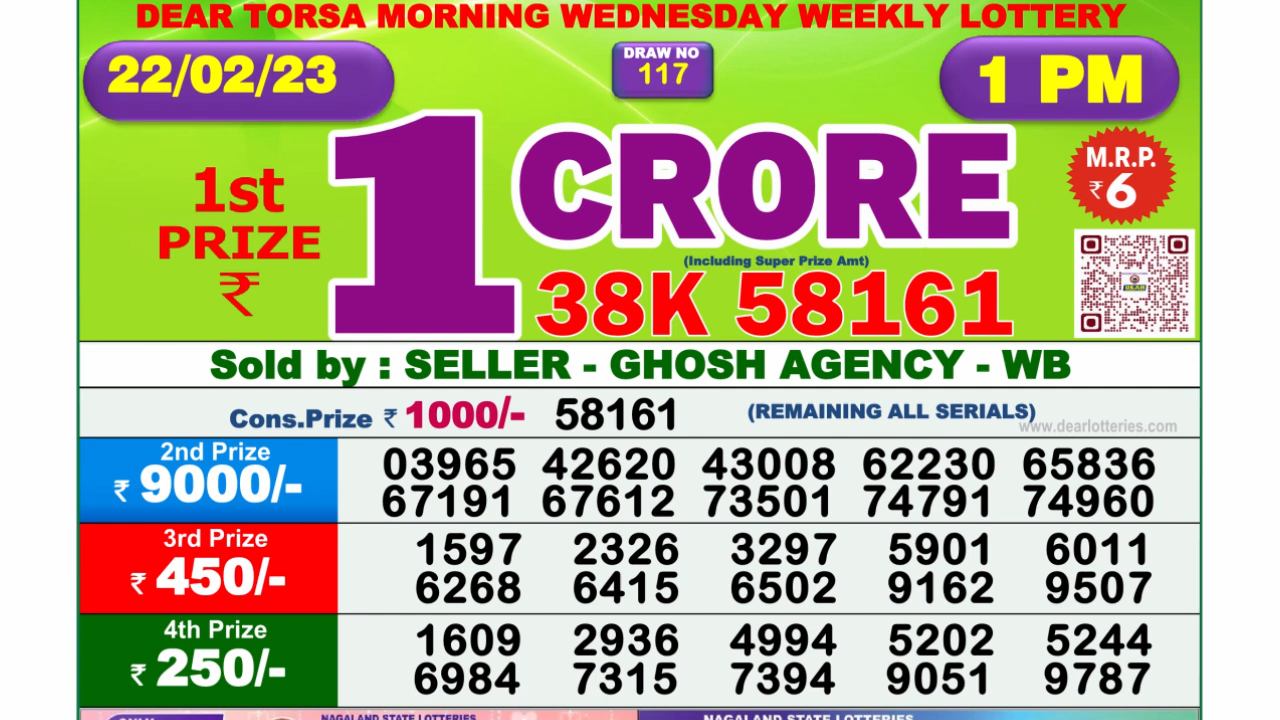 DEAR TORSA MORNING WEDNESDAY WEEKLY LOTTERY
22/02/23
DRAW NO
117
1 PM
1st
PRIZE
₹
1 CRORE
(Including Super Prize Amt)
38K 58161
M.R.P.
₹6
DEAR
Sold by : SELLER - GHOSH AGENCY - WB
Cons.Prize ₹ 1000/- 58161 (REMAINING ALL SERIALS)
www.dearlotteries.com
2nd Prize
₹ 9000/-
03965 42620 43008 62230 65836
67191 67612 73501 74791 74960
3rd Prize
₹ 450/-
1597 2326 3297 5901 6011
6268 6415 6502 9162 9507
4th Prize
₹ 250/-
1609 2936 4994 5202 5244
6984 7315 7394 9051 9787
NAGALAND STATE LOTTERIES
NAGALAND STATE LOTTERIES